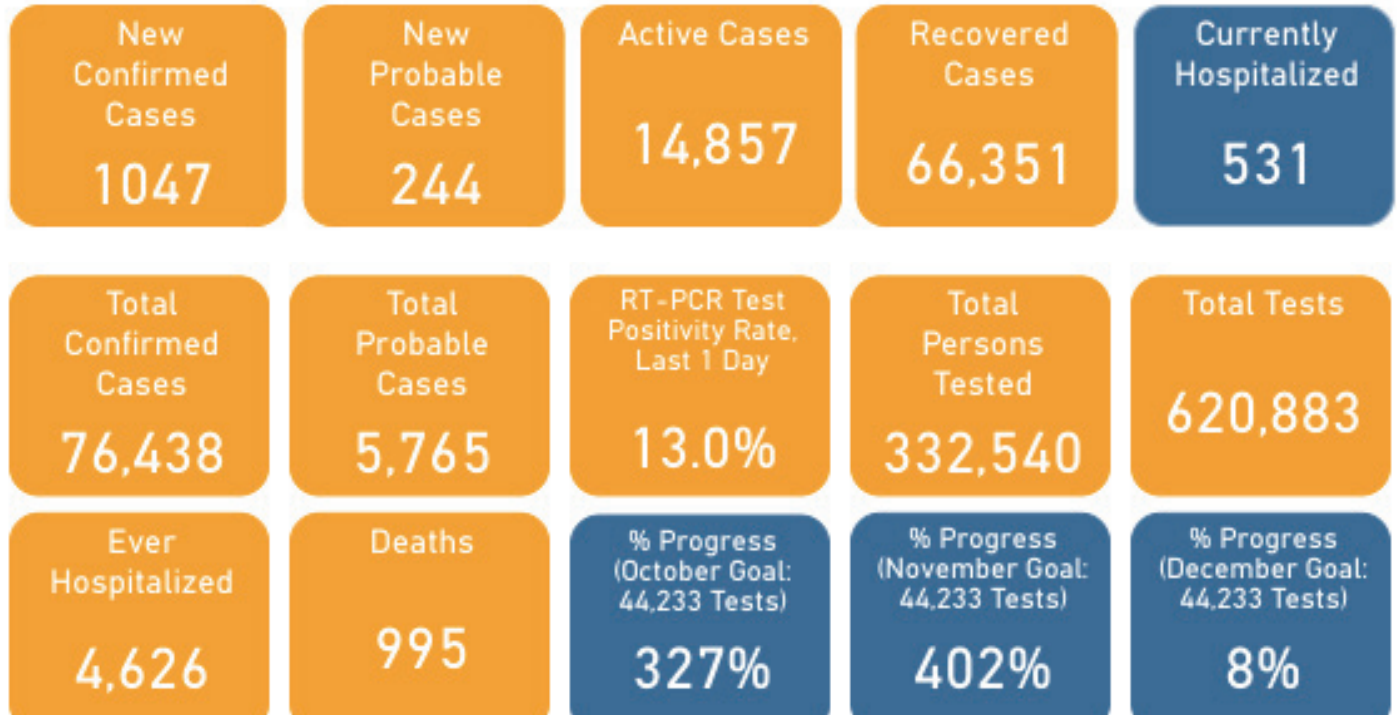 New
Confirmed
Cases
1047
New
Probable
Cases
244
Active Cases
14,857
Recovered
Cases
66,351
Currently
Hospitalized
531
Total
Confirmed
Cases
76,438
Total
Probable
Cases
5,765
RT-PCR Test
Positivity Rate,
Last 1 Day
13.0%
Total
Persons
Tested
332,540
Total Tests
620,883
Ever
Hospitalized
4,626
Deaths
995
% Progress
(October Goal:
44,233 Tests)
327%
% Progress
(November Goal:
44,233 Tests)
402%
% Progress
(December Goal:
44,233 Tests)
8%